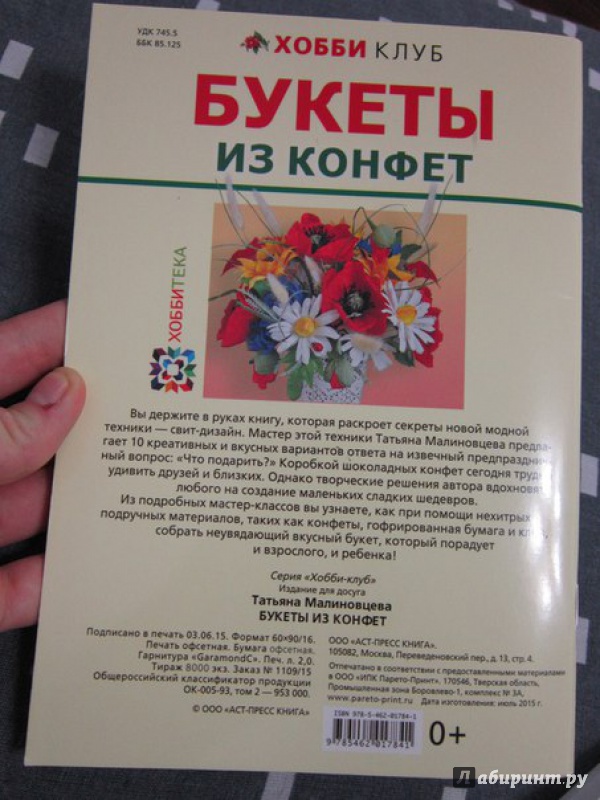 УДК 745.5
ББК 85.125
ХОББИ КЛУБ
БУКЕТЫ
ИЗ КОНФЕТ
ХОББИТЕКА
Вы держите в руках книгу, которая раскроет секреты новой модной
техники — свит-дизайн. Мастер этой техники Татьяна Малиновцева предла-
гает 10 креативных и вкусных вариантов ответа на извечный предпразднич-
ный вопрос: «Что подарить?» Коробкой шоколадных конфет сегодня трудно
удивить друзей и близких. Однако творческие решения автора вдохновят
любого на создание маленьких сладких шедевров.
Из подробных мастер-классов вы узнаете, как при помощи нехитрых
подручных материалов, таких как конфеты, гофрированная бумага и клей,
собрать неувядающий вкусный букет, который порадует
и взрослого, и ребенка!
Серия «Хобби-клуб»
Издание для досуга
Татьяна Малиновцева
БУКЕТЫ ИЗ КОНФЕТ
Подписано в печать 03.06.15. Формат 60×90/16.
Печать офсетная. Бумага офсетная.
Гарнитура «GaramondC». Печ. л. 2,0.
Тираж 8000 экз. Заказ № 1109/15
Общероссийский классификатор продукции
ОК-005-93, том 2 — 953 000.
© ООО «АСТ-ПРЕСС КНИГА»
ООО «АСТ-ПРЕСС КНИГА».
105082, Москва, Переведеновский пер., д. 13, стр. 4.
Отпечатано в соответствии с предоставленными материалами
в ООО «ИПК Парето-Принт», 170546, Тверская область,
Промышленная зона Боровлево-1, комплекс № 3А,
www.pareto-print.ru Дата изготовления: июль 2015 г.
ISBN 978-5-462-01784-1
9 785462 017841
0+
Лабиринт.ру